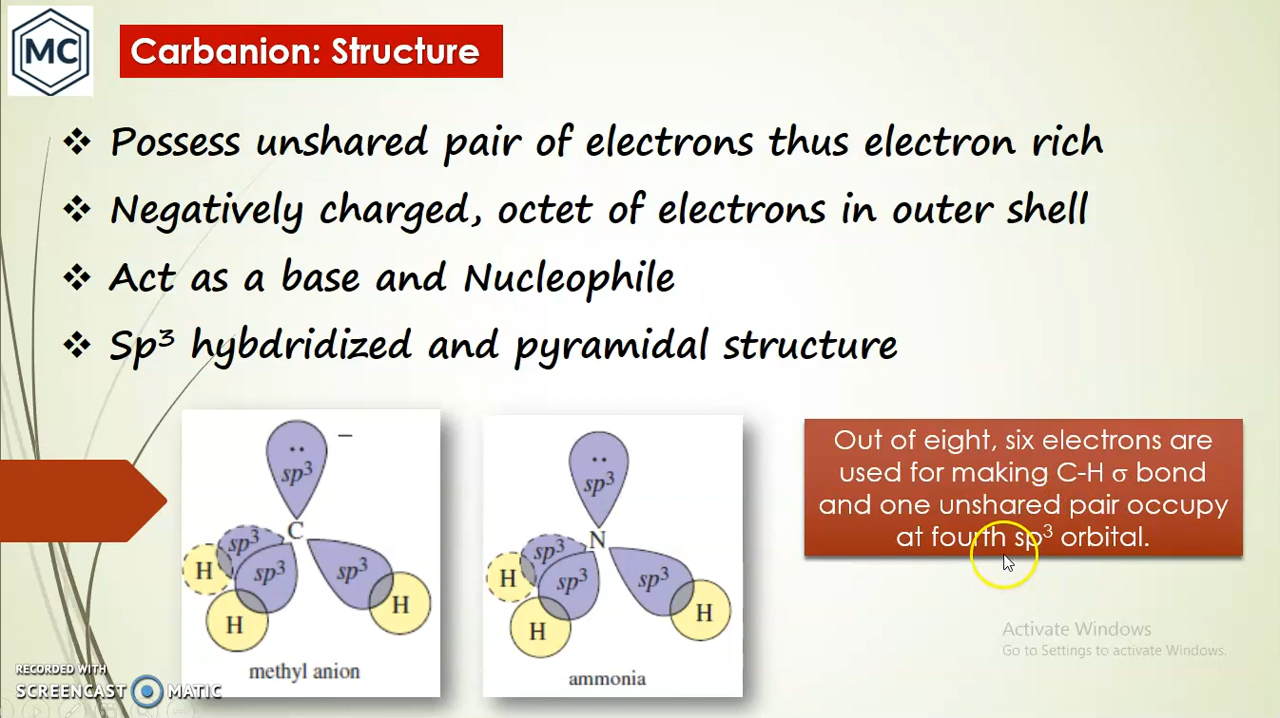 MC
Carbanion: Structure
❖ Possess unshared pair of electrons thus electron rich
❖ Negatively charged, octet of electrons in outer shell
❖ Act as a base and Nucleophile
❖ Sp³ hybdridized and pyramidal structure
–
··
sp³
C
sp³
H
sp³
sp³
H
H
methyl anion
··
sp³
N
sp³
H
sp³
sp³
H
H
ammonia
Out of eight, six electrons are
used for making C-H σ bond
and one unshared pair occupy
at fourth sp³ orbital.
Activate Windows
Go to Settings to activate Windows.
RECORDED WITH
SCREENCAST MATIC